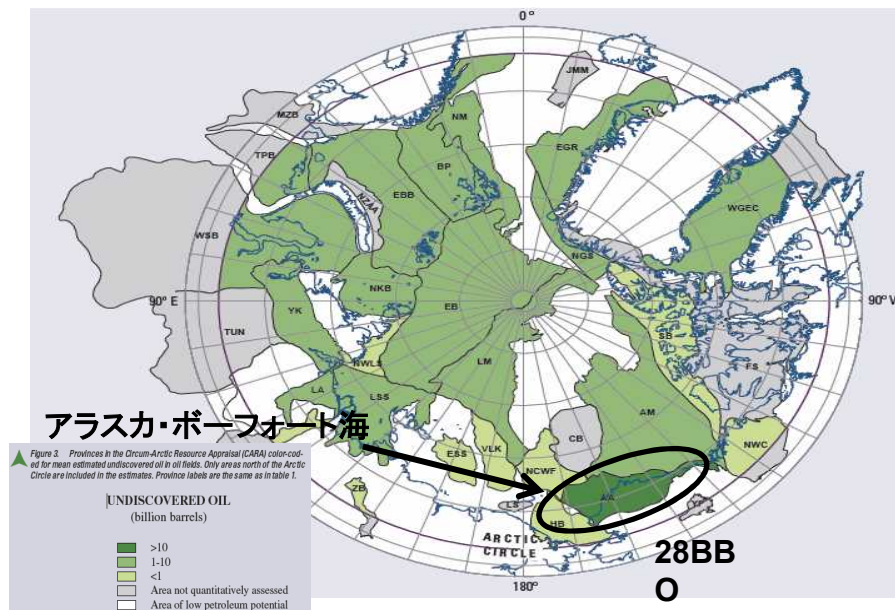 0°
JMM
MZB
NM
TPB
EGR
BP
EBB
NZAA
WGEC
WSB
NGS
NKB
90° E
EB
90°W
YK
SB
TUN
LM
FS
NWLS
LA
LSS
AM
アラスカ・ボーフォート海
CB
NWC
ESS
VLK
NCWF
ZB
LS
AA
YF
HB
ARCTIC
CIRCLE
28BB
O
180°
Figure 3. Provinces in the Circum-Arctic Resource Appraisal (CARA) color-cod-
ed for mean estimated undiscovered oil in oil fields. Only areas north of the Arctic
Circle are included in the estimates. Province labels are the same as in table 1.
UNDISCOVERED OIL
(billion barrels)
>10
1-10
<1
Area not quantitatively assessed
Area of low petroleum potential